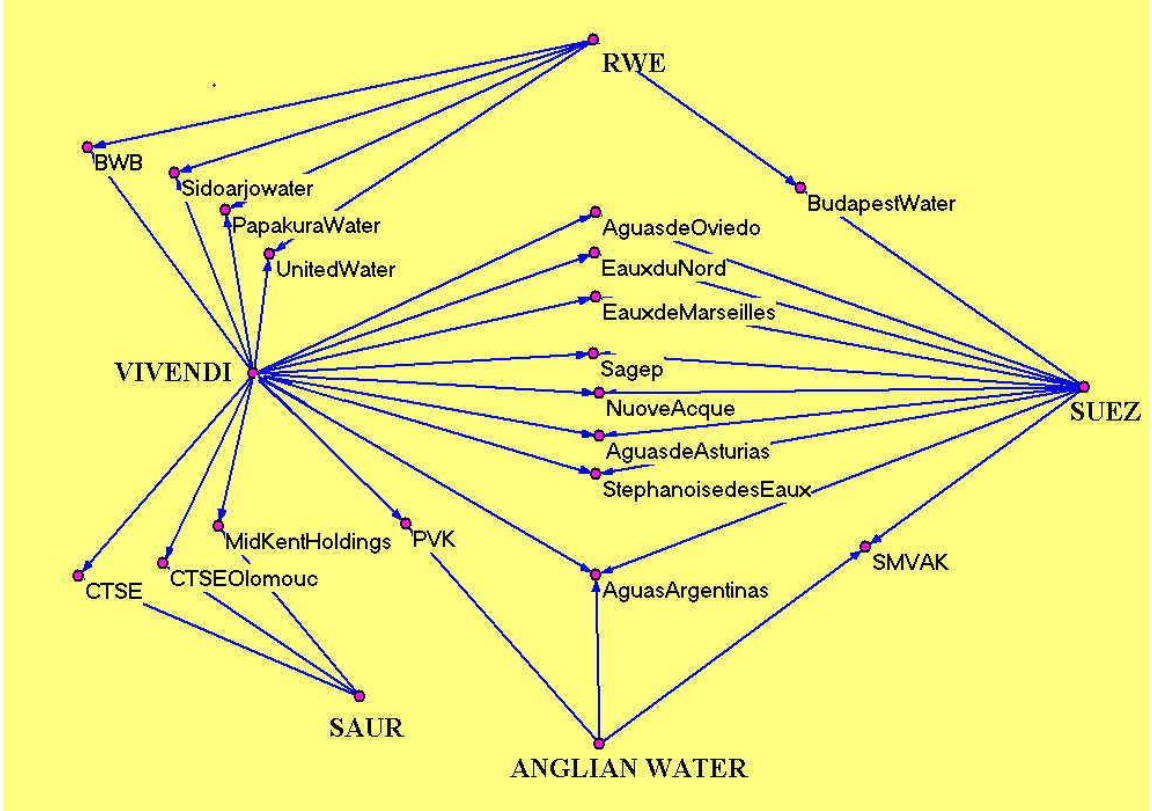 RWE
BWB
Sidoarjowater
BudapestWater
PapakuraWater
AguasdeOviedo
UnitedWater
EauxduNord
EauxdeMarseilles
VIVENDI
Sagep
NuoveAcque
SUEZ
AguasdeAsturias
StephanoisedesEaux
MidKentHoldings
PVK
SMVAK
CTSEOlomouc
CTSE
AguasArgentinas
SAUR
ANGLIAN WATER